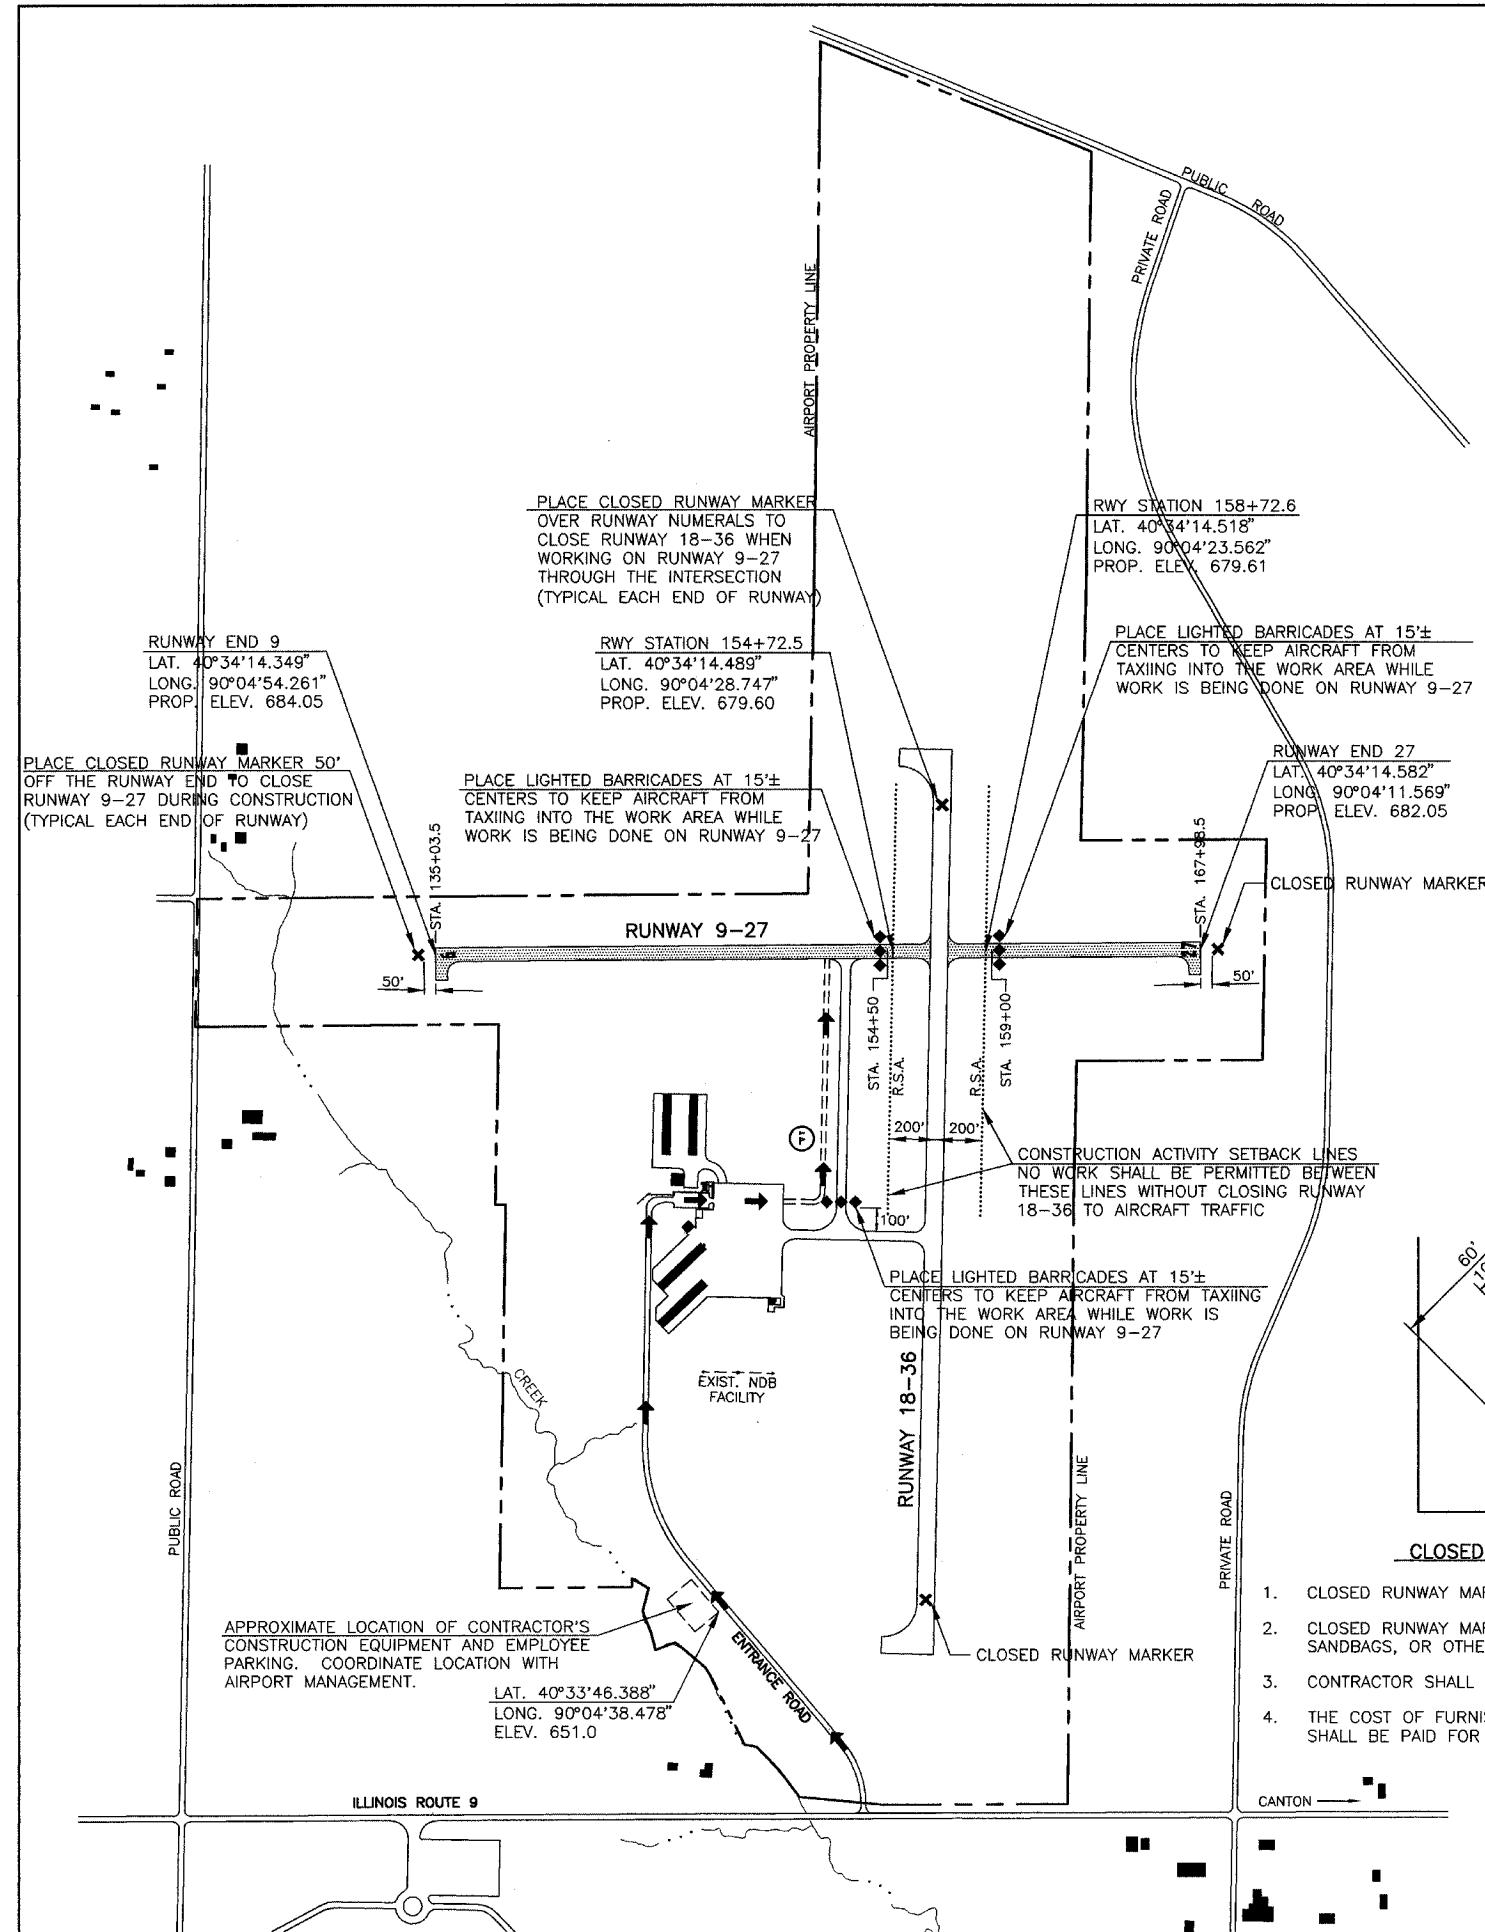 PUBLIC ROAD
PRIVATE ROAD
AIRPORT PROPERTY LINE
PLACE CLOSED RUNWAY MARKER
OVER RUNWAY NUMERALS TO
CLOSE RUNWAY 18-36 WHEN
WORKING ON RUNWAY 9-27
THROUGH THE INTERSECTION
(TYPICAL EACH END OF RUNWAY)
RWY STATION 158+72.6
LAT. 40°34'14.518"
LONG. 90°04'23.562"
PROP. ELEV. 679.61
RUNWAY END 9
LAT. 40°34'14.349"
LONG. 90°04'54.261"
PROP. ELEV. 684.05
RWY STATION 154+72.5
LAT. 40°34'14.489"
LONG. 90°04'28.747"
PROP. ELEV. 679.60
PLACE LIGHTED BARRICADES AT 15'±
CENTERS TO KEEP AIRCRAFT FROM
TAXIING INTO THE WORK AREA WHILE
WORK IS BEING DONE ON RUNWAY 9-27
PLACE CLOSED RUNWAY MARKER 50'
OFF THE RUNWAY END TO CLOSE
RUNWAY 9-27 DURING CONSTRUCTION
(TYPICAL EACH END OF RUNWAY)
PLACE LIGHTED BARRICADES AT 15'±
CENTERS TO KEEP AIRCRAFT FROM
TAXIING INTO THE WORK AREA WHILE
WORK IS BEING DONE ON RUNWAY 9-27
RUNWAY END 27
LAT. 40°34'14.582"
LONG. 90°04'11.569"
PROP. ELEV. 682.05
STA. 135+03.5
STA. 167+98.5
CLOSED RUNWAY MARKER
RUNWAY 9-27
9
27
50'
50'
STA. 154+50
R.S.A.
R.S.A.
STA. 159+00
200'
200'
CONSTRUCTION ACTIVITY SETBACK LINES
NO WORK SHALL BE PERMITTED BETWEEN
THESE LINES WITHOUT CLOSING RUNWAY
18-36 TO AIRCRAFT TRAFFIC
100'
PLACE LIGHTED BARRICADES AT 15'±
CENTERS TO KEEP AIRCRAFT FROM TAXIING
INTO THE WORK AREA WHILE WORK IS
BEING DONE ON RUNWAY 9-27
60'
EXIST. NDB
FACILITY
CREEK
RUNWAY 18-36
PUBLIC ROAD
AIRPORT PROPERTY LINE
PRIVATE ROAD
CLOSED
1. CLOSED RUNWAY
2. CLOSED RUNWAY
SANDBAGS, OR
3. CONTRACTOR SHALL
4. THE COST OF
SHALL BE PAID FOR
APPROXIMATE LOCATION OF CONTRACTOR'S
CONSTRUCTION EQUIPMENT AND EMPLOYEE
PARKING. COORDINATE LOCATION WITH
AIRPORT MANAGEMENT.
LAT. 40°33'46.388"
LONG. 90°04'38.478"
ELEV. 651.0
ENTRANCE ROAD
CLOSED RUNWAY MARKER
ILLINOIS ROUTE 9
CANTON